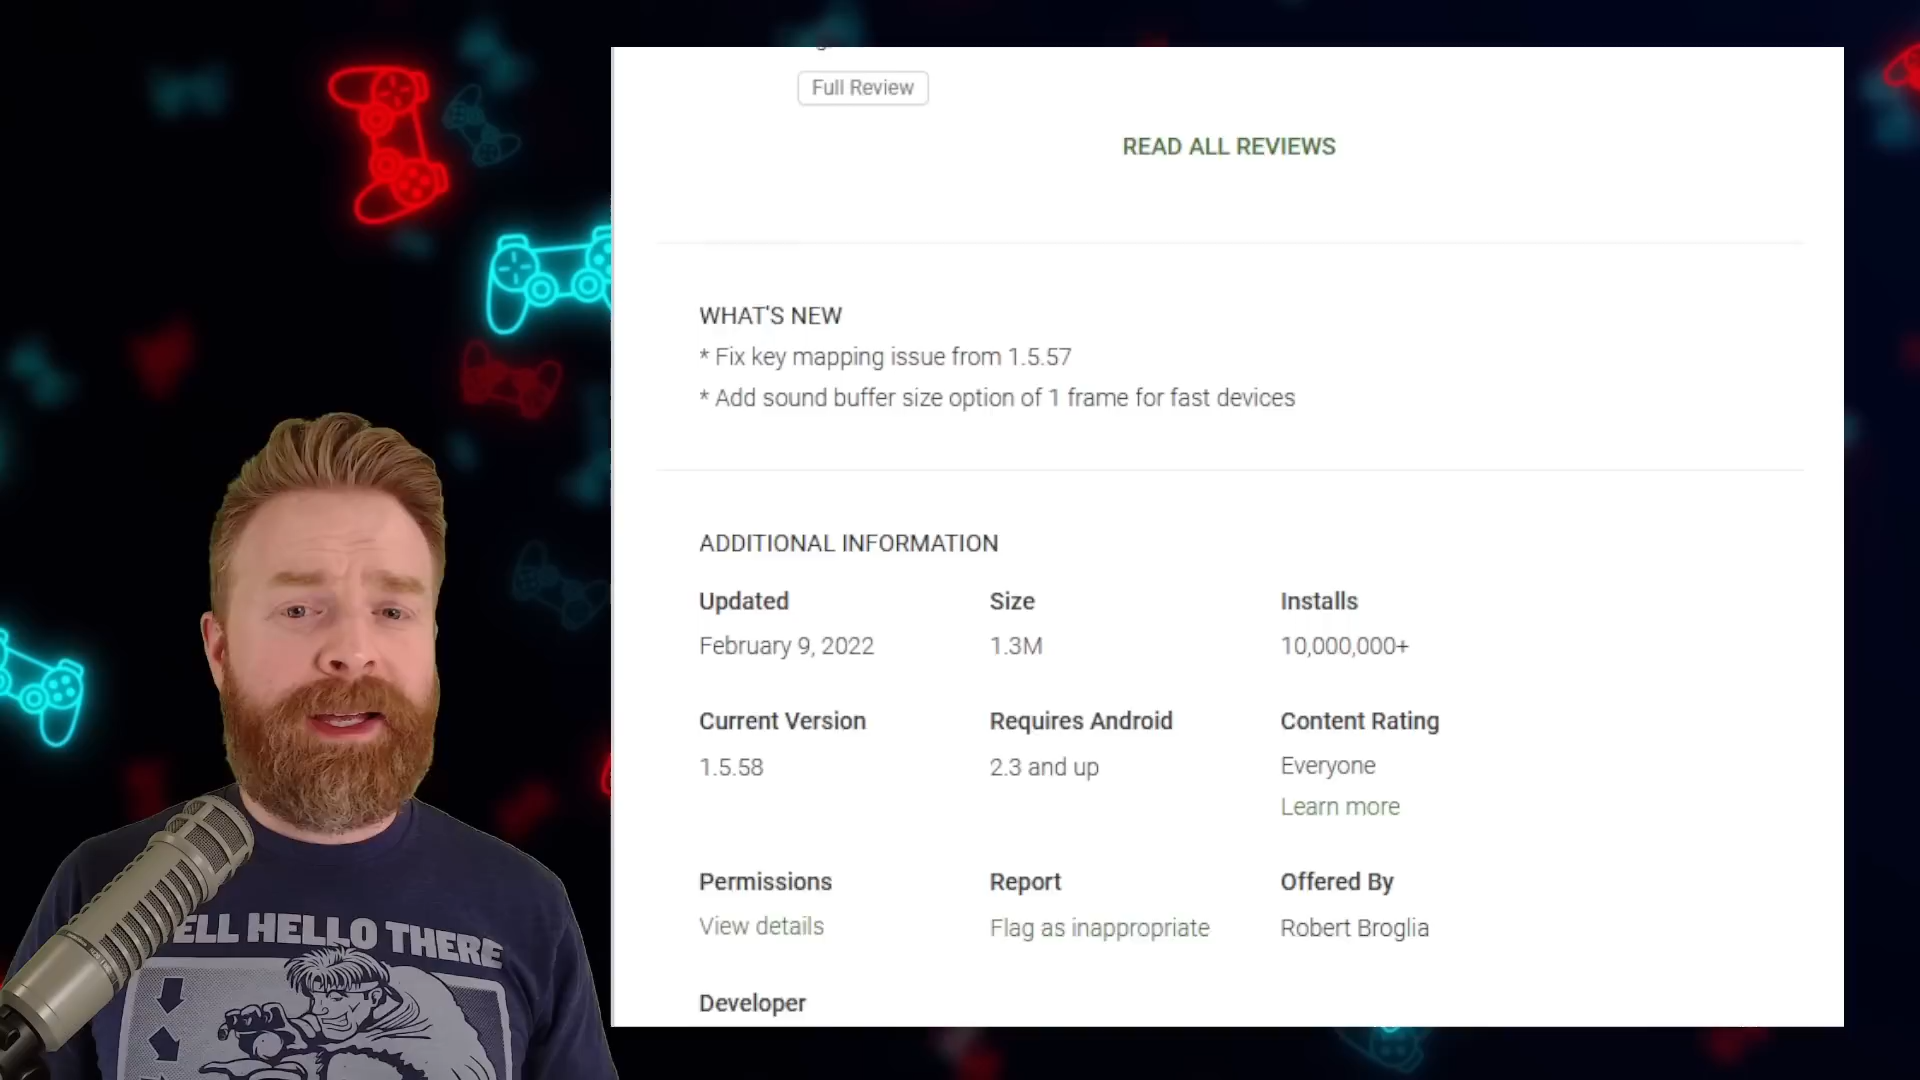 Full Review
READ ALL REVIEWS
WHAT'S NEW
* Fix key mapping issue from 1.5.57
* Add sound buffer size option of 1 frame for fast devices
ADDITIONAL INFORMATION
Updated
Size
Installs
February 9, 2022
1.3M
10,000,000+
Current Version
Requires Android
Content Rating
1.5.58
2.3 and up
Everyone
Learn more
Permissions
Report
Offered By
View details
Flag as inappropriate
Robert Broglia
Developer
ELL HELLO THERE